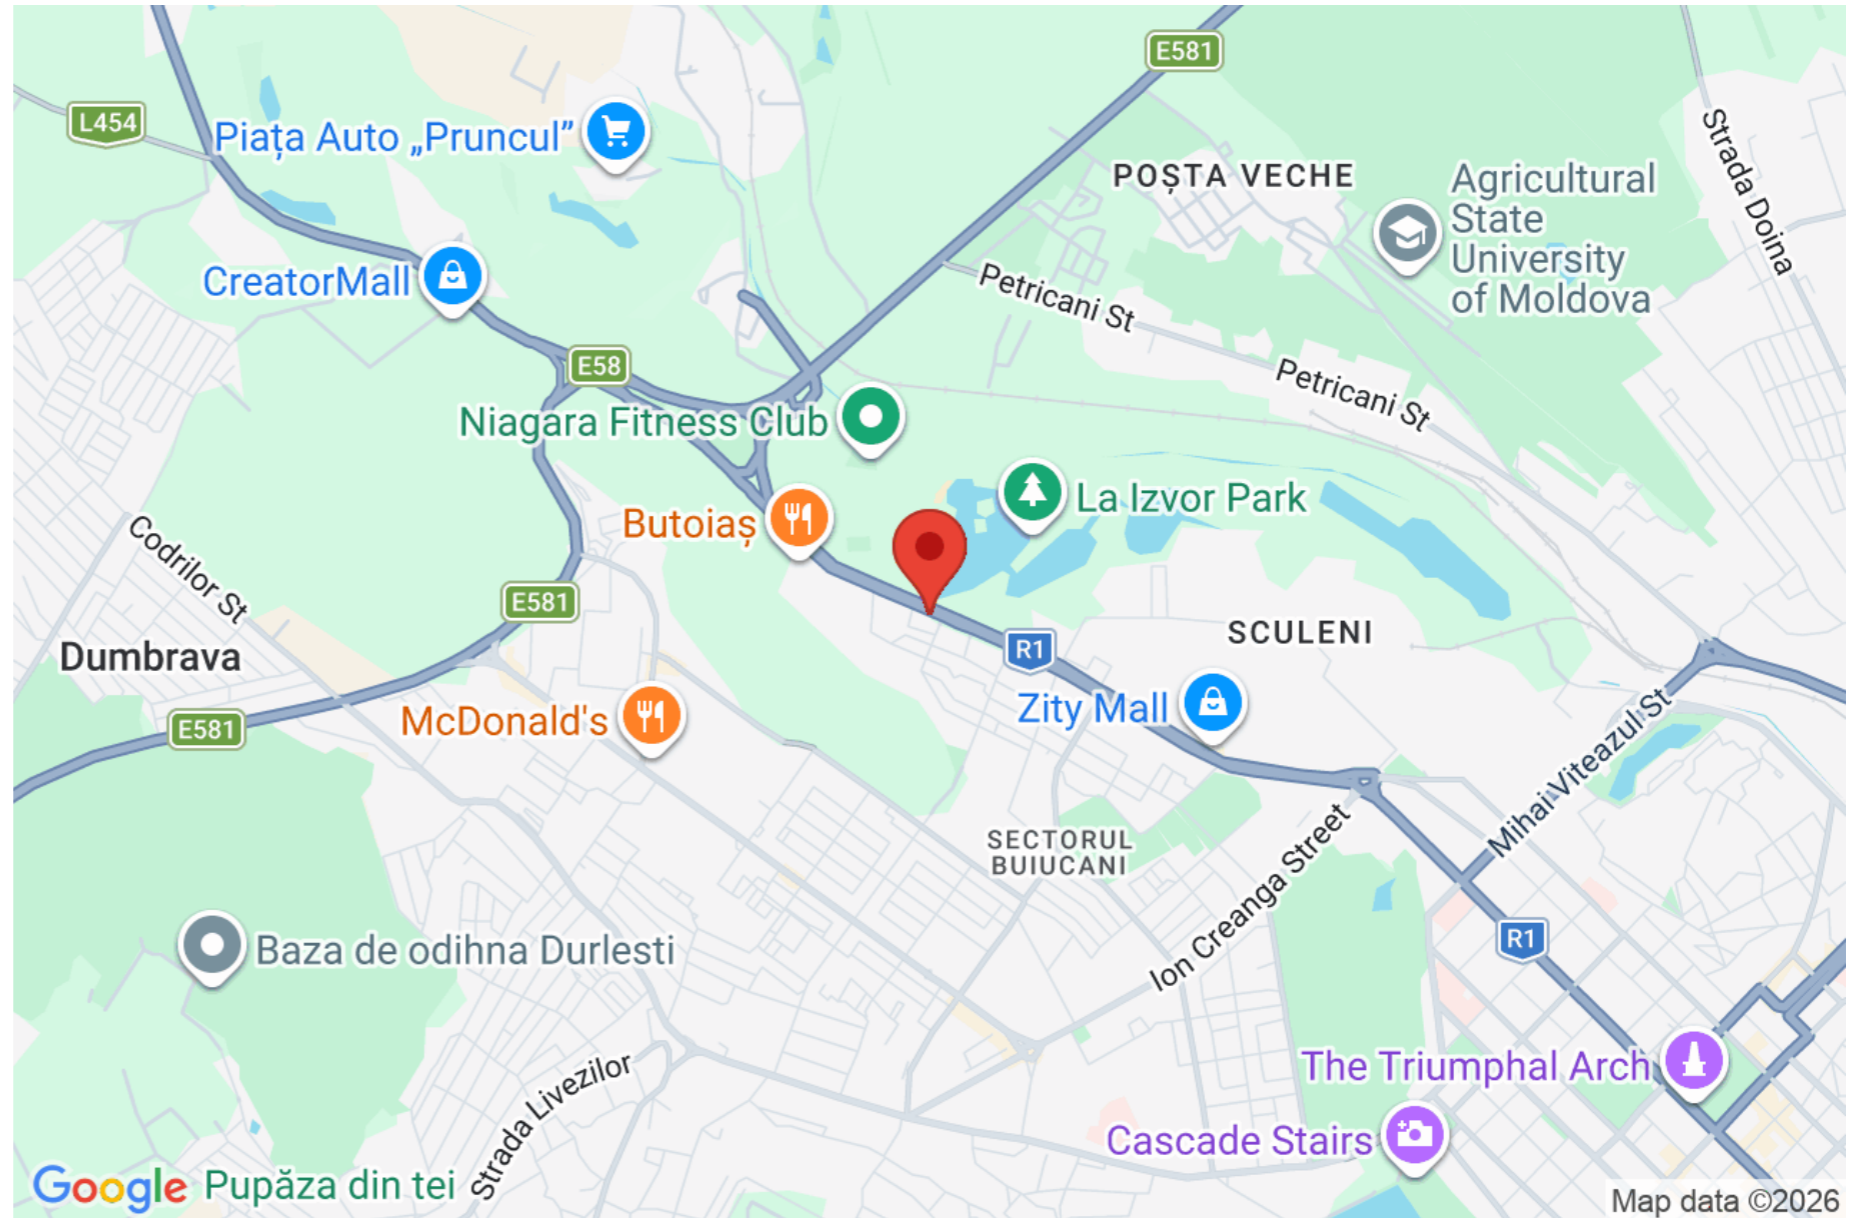 E581
L454
Piața Auto „Pruncul”
Strada Doina
POȘTA VECHE
Agricultural
State
University
of Moldova
CreatorMall
Petricani St
E58
Petricani St
Niagara Fitness Club
La Izvor Park
Butoiaș
Codrilor St
E581
Dumbrava
SCULENI
R1
E581
McDonald's
Zity Mall
Mihai Viteazul St
SECTORUL
BUIUCANI
Ion Creanga Street
R1
Baza de odihna Durlesti
The Triumphal Arch
Strada Livezilor
Cascade Stairs
Google
Pupăza din tei
Map data ©2026